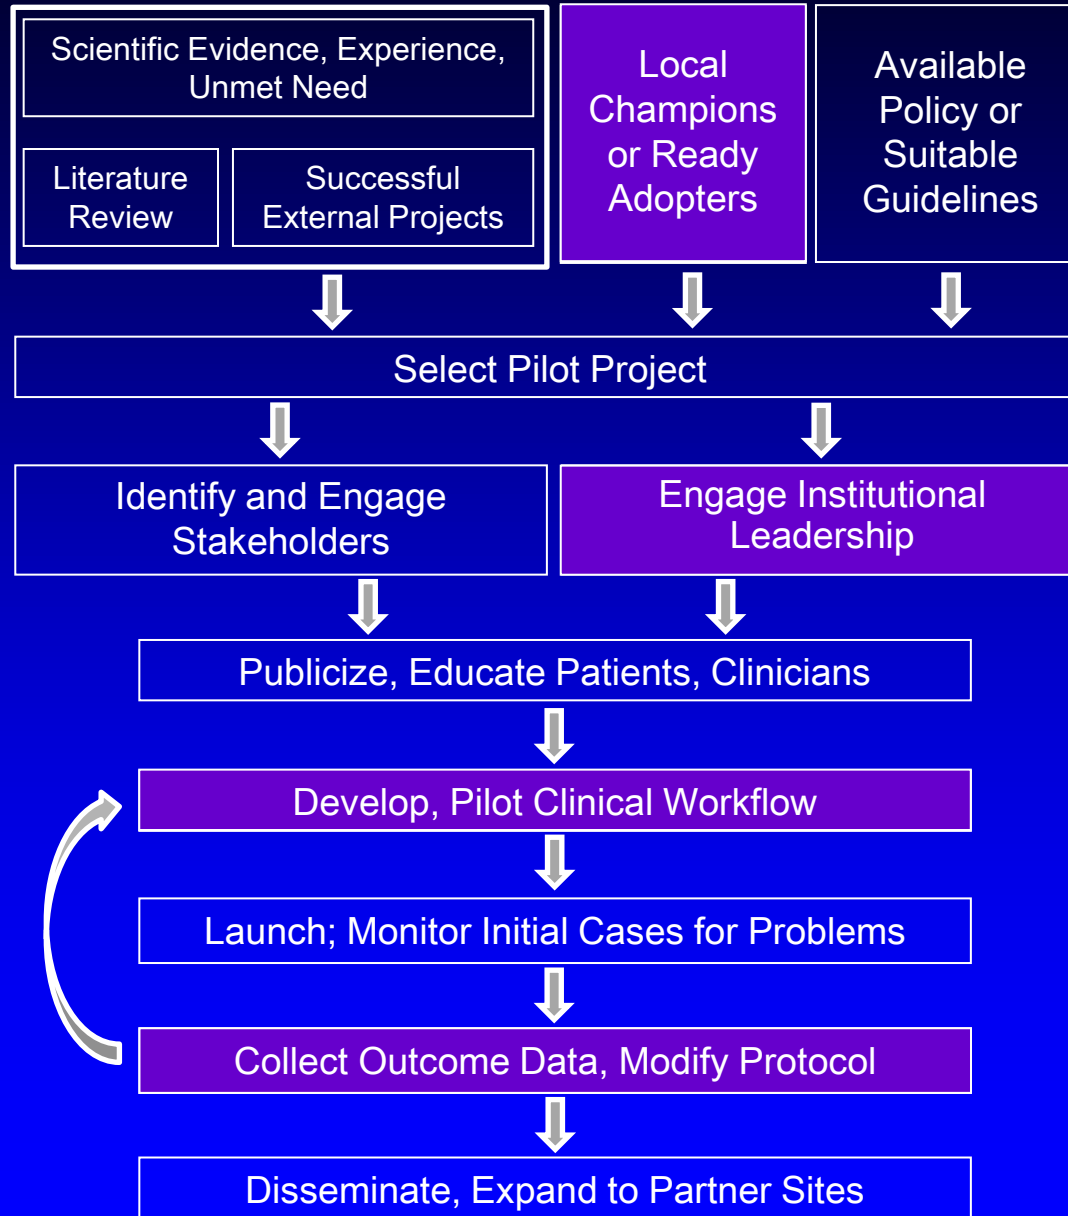 Scientific Evidence, Experience,
Unmet Need
Literature
Review
Successful
External Projects
Local
Champions
or Ready
Adopters
Available
Policy or
Suitable
Guidelines
Select Pilot Project
Identify and Engage
Stakeholders
Engage Institutional
Leadership
Publicize, Educate Patients, Clinicians
Develop, Pilot Clinical Workflow
Launch; Monitor Initial Cases for Problems
Collect Outcome Data, Modify Protocol
Disseminate, Expand to Partner Sites